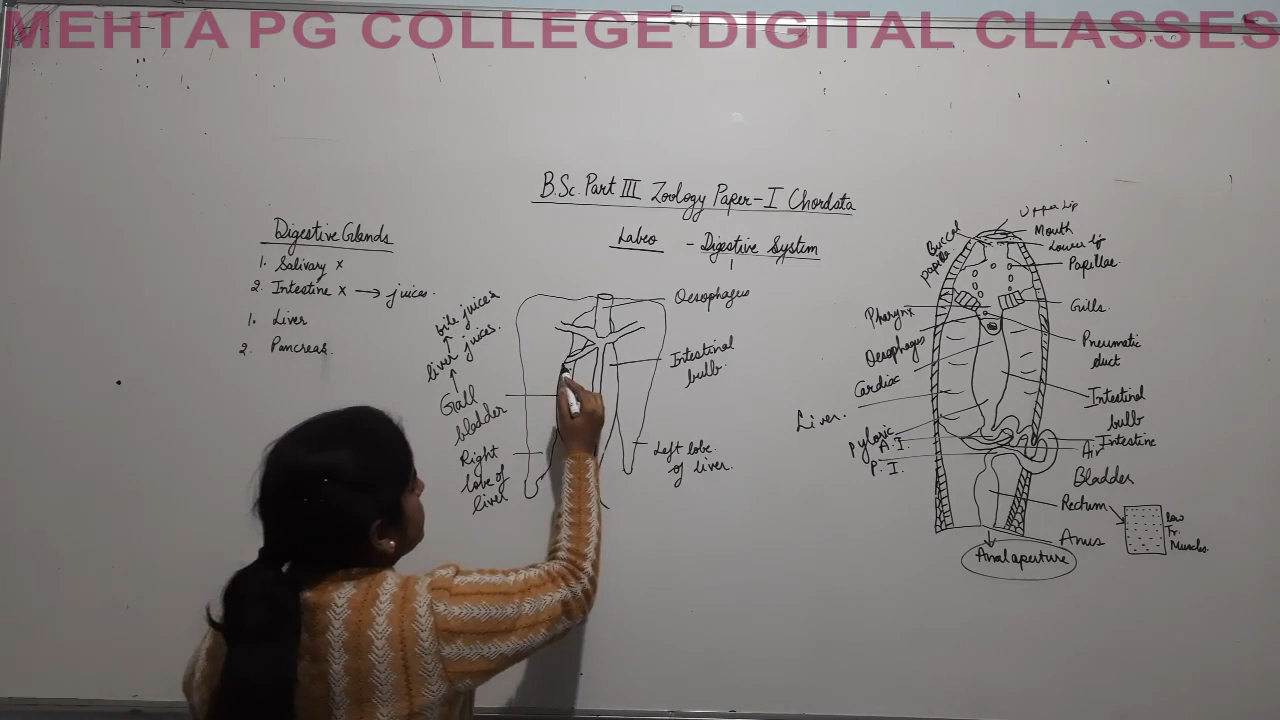 MEHTA PG COLLEGE DIGITAL CLASSES
B.Sc. Part III Zoology Paper-I Chordata
Labeo - Digestive System
Digestive Glands
1. Salivary x
2. Intestine x → juices.
1. Liver
2. Pancreas.
bile juices
liver juices.
Gall
bladder
Right
lobe of
liver
Oesophagus
Intestinal
bulb.
Left lobe
of liver.
Buccal
papilla
Pharynx
Oesophagus
Cardiac
Liver.
Pyloric
A.I.
P.I.
Upper Lip
Mouth
Lower lip
Papillae
Gills.
Pneumatic
duct
Intestinal
bulb
Intestine
Air
Bladder
Rectum
Anus
Anal aperture
Tr.
Muscles.